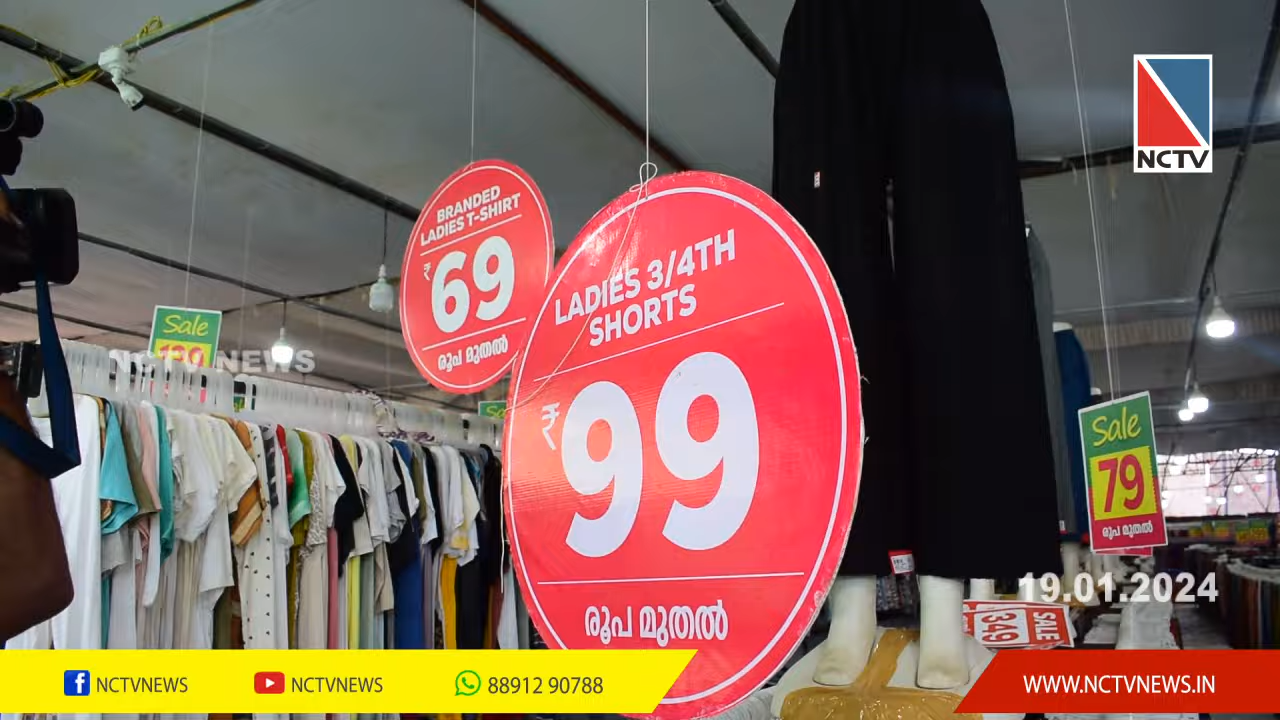 NCTV
BRANDED
LADIES T-SHIRT
₹69
രൂപ മുതൽ
LADIES 3/4TH
SHORTS
₹99
രൂപ മുതൽ
Sale
NCTV NEWS
Sale
79
രൂപ മുതൽ
19.01.2024
SALE
349
NCTVNEWS
NCTVNEWS
88912 90788
WWW.NCTVNEWS.IN